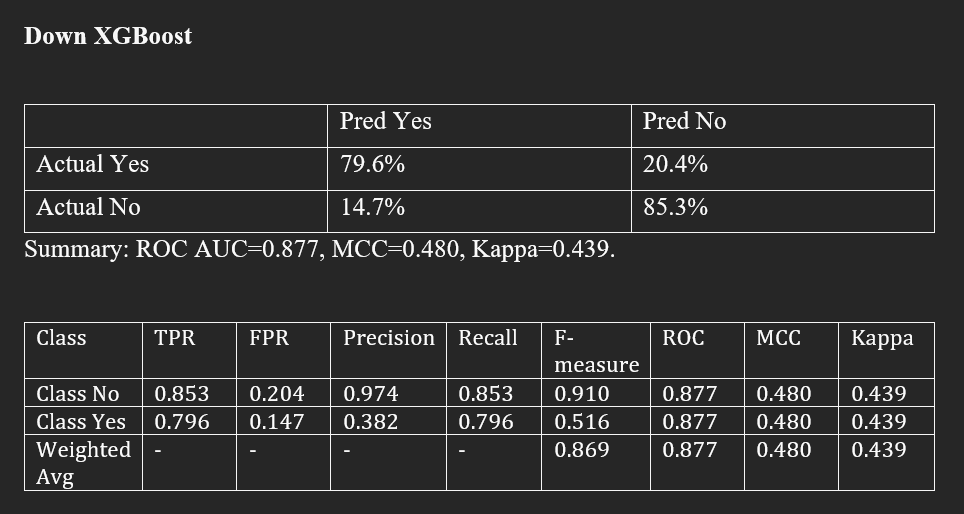 Down XGBoost
Pred Yes Pred No
Actual Yes 79.6% 20.4%
Actual No 14.7% 85.3%
Summary: ROC AUC=0.877, MCC=0.480, Kappa=0.439.
Class TPR FPR Precision Recall F- ROC MCC Kappa
measure
Class No 0.853 0.204 0.974 0.853 0.910 0.877 0.480 0.439
Class Yes 0.796 0.147 0.382 0.796 0.516 0.877 0.480 0.439
Weighted - - - - 0.869 0.877 0.480 0.439
Avg